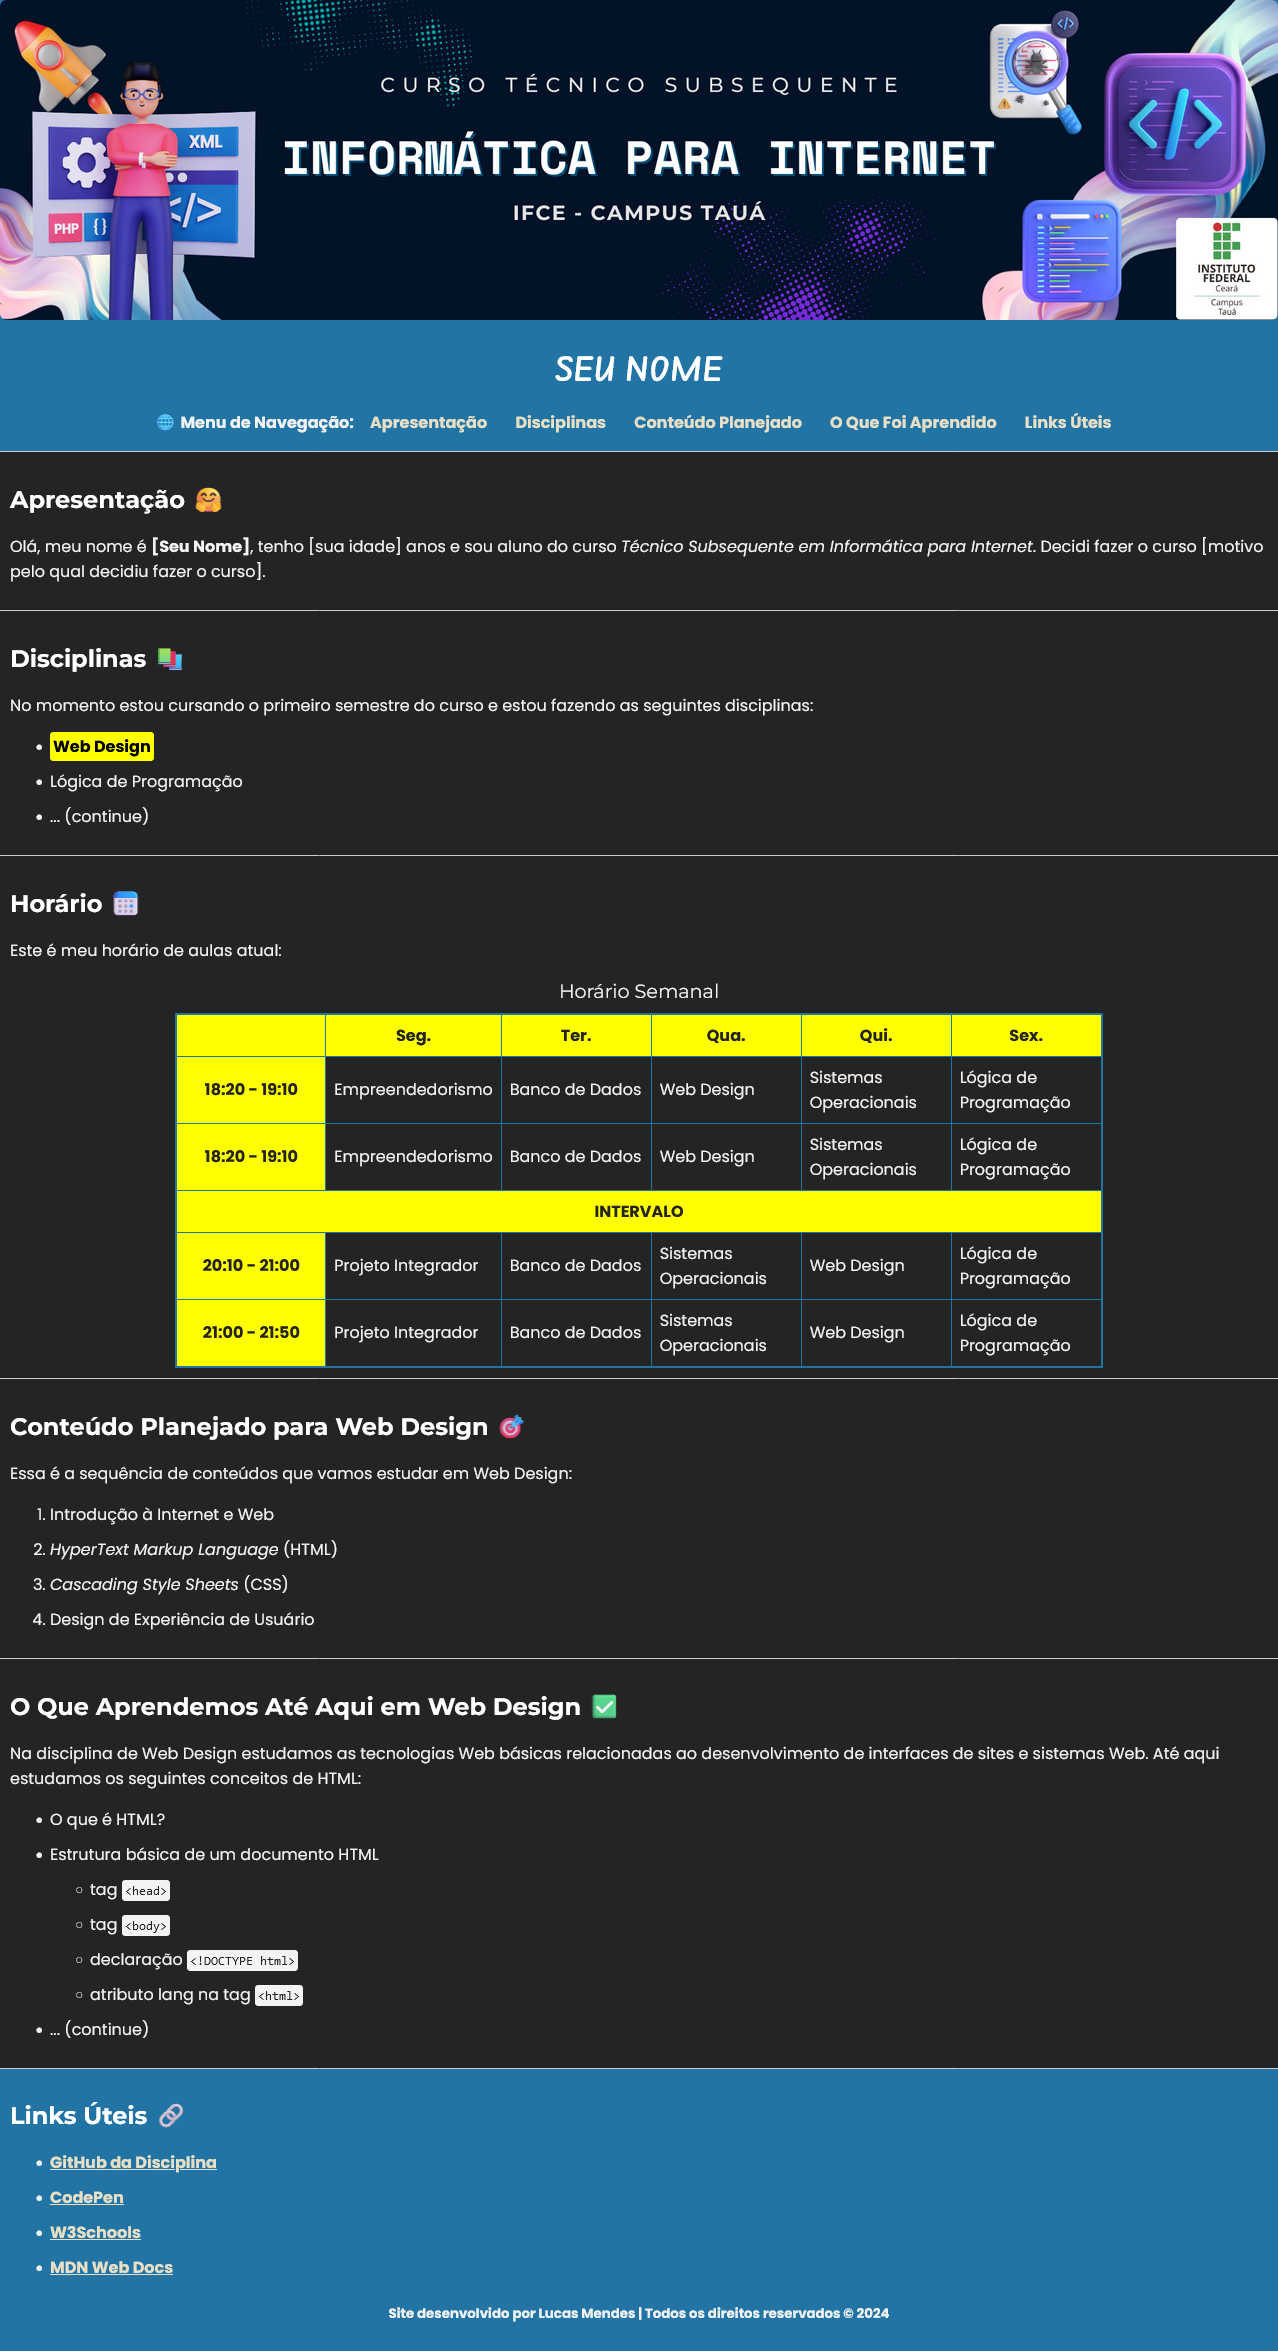 CURSO TÉCNICO SUBSEQUENTE
INFORMÁTICA PARA INTERNET
IFCE - CAMPUS TAUÁ
XML
</>
PHP
{}
</>
</>
INSTITUTO
FEDERAL
Ceará
Campus
Tauá
SEU NOME
🌐 Menu de Navegação: Apresentação Disciplinas Conteúdo Planejado O Que Foi Aprendido Links Úteis
Apresentação 🤗
Olá, meu nome é [Seu Nome], tenho [sua idade] anos e sou aluno do curso Técnico Subsequente em Informática para Internet. Decidi fazer o curso [motivo
pelo qual decidiu fazer o curso].
Disciplinas 📚
No momento estou cursando o primeiro semestre do curso e estou fazendo as seguintes disciplinas:
• Web Design
• Lógica de Programação
• ... (continue)
Horário 📅
Este é meu horário de aulas atual:
Horário Semanal
Seg. Ter. Qua. Qui. Sex.
18:20 - 19:10 Empreendedorismo Banco de Dados Web Design Sistemas Operacionais Lógica de Programação
18:20 - 19:10 Empreendedorismo Banco de Dados Web Design Sistemas Operacionais Lógica de Programação
INTERVALO
20:10 - 21:00 Projeto Integrador Banco de Dados Sistemas Operacionais Web Design Lógica de Programação
21:00 - 21:50 Projeto Integrador Banco de Dados Sistemas Operacionais Web Design Lógica de Programação
Conteúdo Planejado para Web Design 🎯
Essa é a sequência de conteúdos que vamos estudar em Web Design:
1. Introdução à Internet e Web
2. HyperText Markup Language (HTML)
3. Cascading Style Sheets (CSS)
4. Design de Experiência de Usuário
O Que Aprendemos Até Aqui em Web Design ✅
Na disciplina de Web Design estudamos as tecnologias Web básicas relacionadas ao desenvolvimento de interfaces de sites e sistemas Web. Até aqui
estudamos os seguintes conceitos de HTML:
• O que é HTML?
• Estrutura básica de um documento HTML
◦ tag <head>
◦ tag <body>
◦ declaração <!DOCTYPE html>
◦ atributo lang na tag <html>
• ... (continue)
Links Úteis 🔗
• GitHub da Disciplina
• CodePen
• W3Schools
• MDN Web Docs
Site desenvolvido por Lucas Mendes | Todos os direitos reservados © 2024